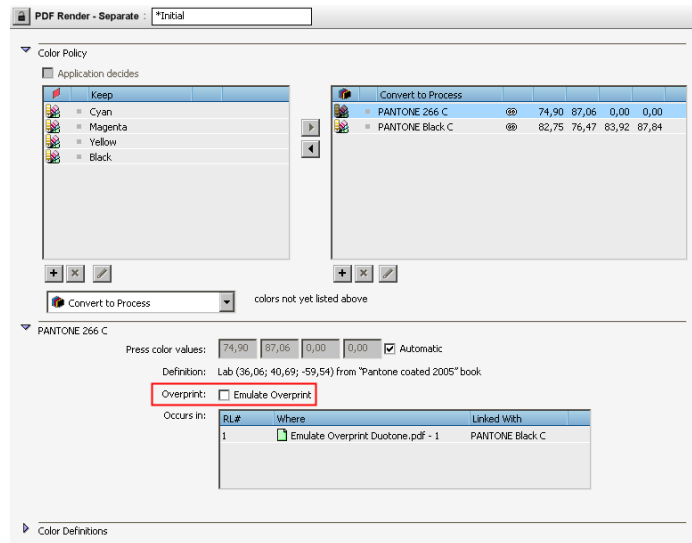 PDF Render - Separate : *Initial
Color Policy
Application decides
Keep
Cyan
Magenta
Yellow
Black
Convert to Process
PANTONE 266 C 74,90 87,06 0,00 0,00
PANTONE Black C 82,75 76,47 83,92 87,84
Convert to Process colors not yet listed above
PANTONE 266 C
Press color values: 74,90 87,06 0,00 0,00 Automatic
Definition: Lab (36,06; 40,69; -59,54) from "Pantone coated 2005" book
Overprint: Emulate Overprint
Occurs in: RL# Where Linked With
1 Emulate Overprint Duotone.pdf - 1 PANTONE Black C
Color Definitions